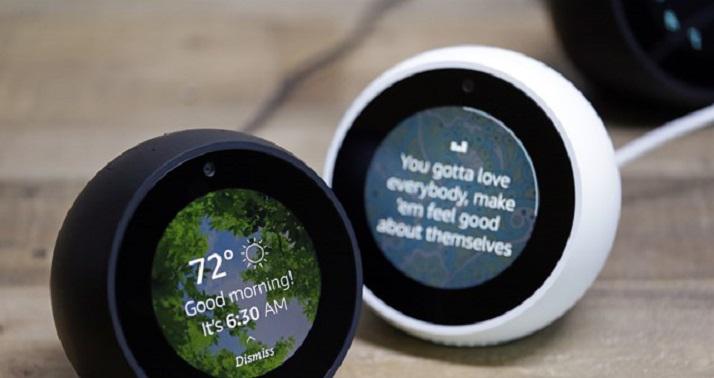 72°
Good morning!
It's 6:30 AM
Dismiss
You gotta love
everybody, make
'em feel good
about themselves